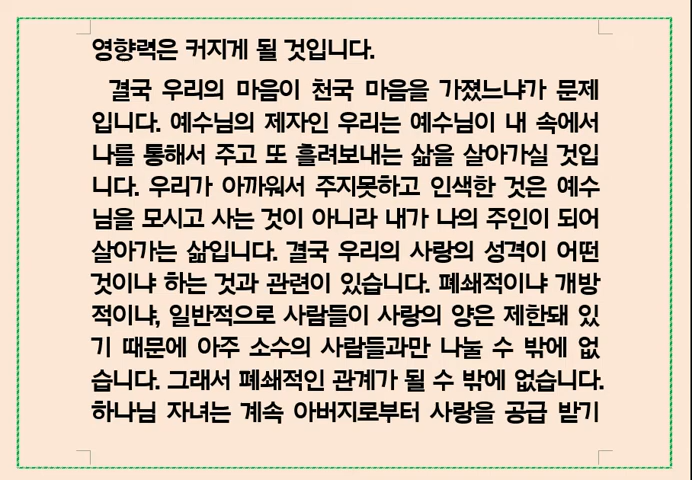 영향력은 커지게 될 것입니다.
결국 우리의 마음이 천국 마음을 가졌느냐가 문제
입니다. 예수님의 제자인 우리는 예수님이 내 속에서
나를 통해서 주고 또 흘려보내는 삶을 살아가실 것입
니다. 우리가 아까워서 주지못하고 인색한 것은 예수
님을 모시고 사는 것이 아니라 내가 나의 주인이 되어
살아가는 삶입니다. 결국 우리의 사랑의 성격이 어떤
것이냐 하는 것과 관련이 있습니다. 폐쇄적이냐 개방
적이냐, 일반적으로 사람들이 사랑의 양은 제한돼 있
기 때문에 아주 소수의 사람들과만 나눌 수 밖에 없
습니다. 그래서 폐쇄적인 관계가 될 수 밖에 없습니다.
하나님 자녀는 계속 아버지로부터 사랑을 공급 받기